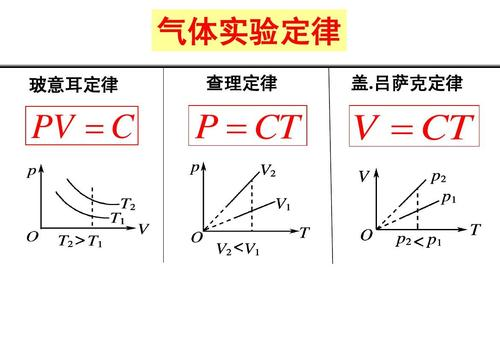 气体实验定律
玻意耳定律
PV = C
p
T₂
T₁
O
V
T₂>T₁
查理定律
P = CT
p
V₂
V₁
O
T
V₂<V₁
盖.吕萨克定律
V = CT
V
p₂
p₁
O
T
p₂<p₁